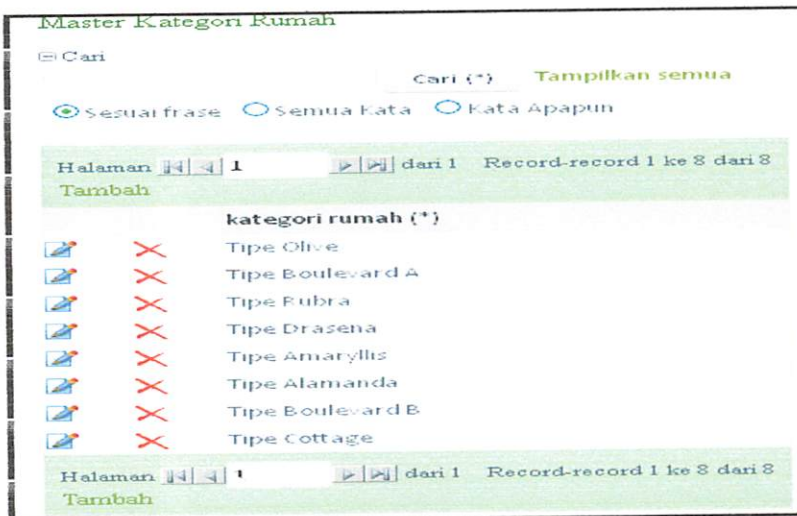 Master Kategori Rumah
Cari
Cari (*) Tampilkan semua
Sesuai frase Semua Kata Kata Apapun
Halaman 1 dari 1 Record-record 1 ke 8 dari 8
Tambah
kategori rumah (*)
Tipe Olive
Tipe Boulevard A
Tipe Rubra
Tipe Drasena
Tipe Amaryllis
Tipe Alamanda
Tipe Boulevard B
Tipe Cottage
Halaman 1 dari 1 Record-record 1 ke 8 dari 8
Tambah